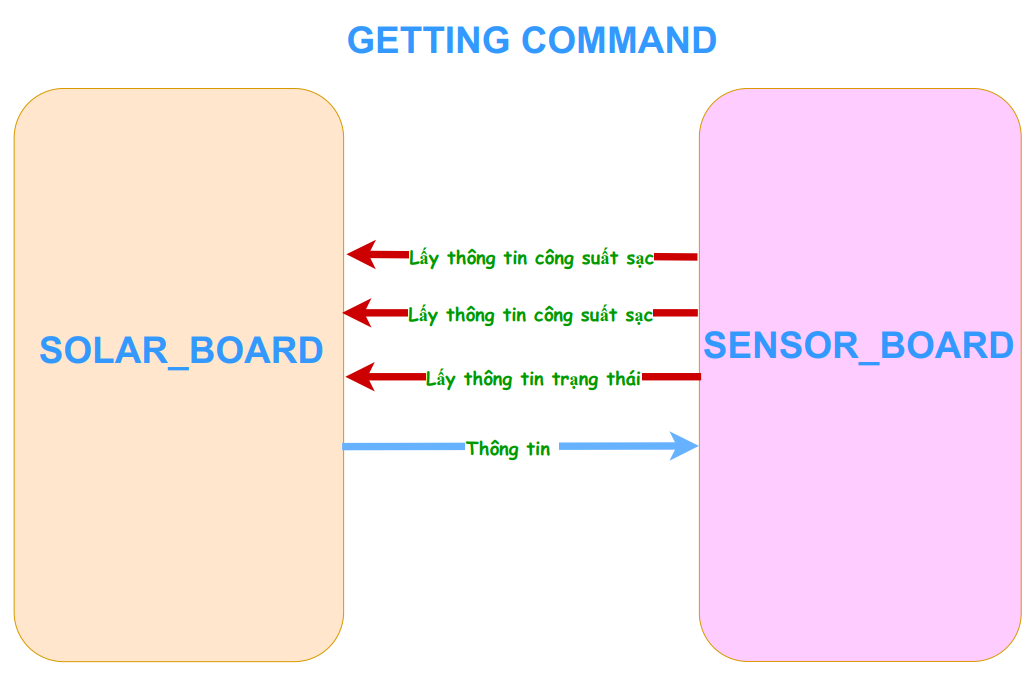 GETTING COMMAND
Lấy thông tin công suất sạc
Lấy thông tin công suất sạc
SOLAR_BOARD
SENSOR_BOARD
Lấy thông tin trạng thái
Thông tin